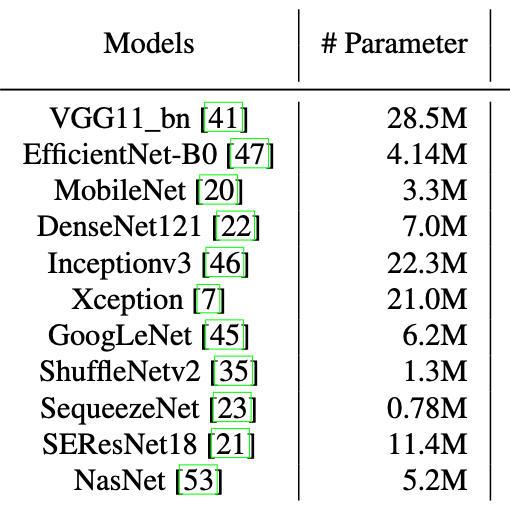 Models # Parameter
VGG11_bn [41] 28.5M
EfficientNet-B0 [47] 4.14M
MobileNet [20] 3.3M
DenseNet121 [22] 7.0M
Inceptionv3 [46] 22.3M
Xception [7] 21.0M
GoogLeNet [45] 6.2M
ShuffleNetv2 [35] 1.3M
SequeezeNet [23] 0.78M
SEResNet18 [21] 11.4M
NasNet [53] 5.2M